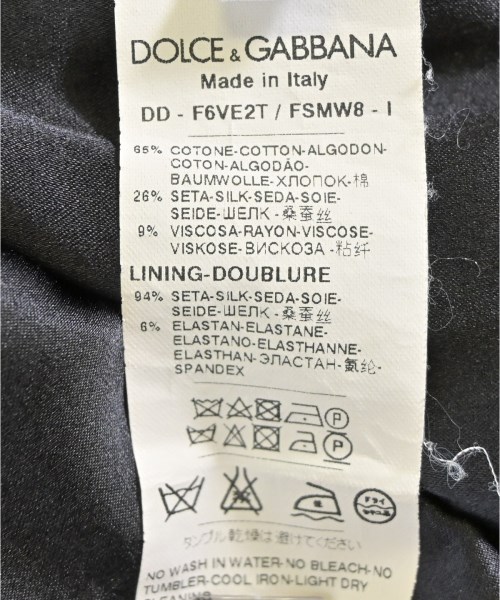 DOLCE & GABBANA
Made in Italy
DD - F6VE2T / FSMW8 - I
65% COTONE-COTTON-ALGODON-
COTON-ALGODÃO-
BAUMWOLLE-ХЛОПОК-棉
26% SETA-SILK-SEDA-SOIE-
SEIDE-ШЕЛК-桑蚕丝
9% VISCOSA-RAYON-VISCOSE-
VISKOSE-ВИСКОЗА-粘纤
LINING-DOUBLURE
94% SETA-SILK-SEDA-SOIE-
SEIDE-ШЕЛК-桑蚕丝
6% ELASTAN-ELASTANE-
ELASTANO-ELASTHANNE-
ELASTHAN-ЭЛАСТАН-氨纶-
SPANDEX
P
P
ドライ
タンブル乾燥は避けてください
NO WASH IN WATER-NO BLEACH-NO
TUMBLER-COOL IRON-LIGHT DRY
CLEANING